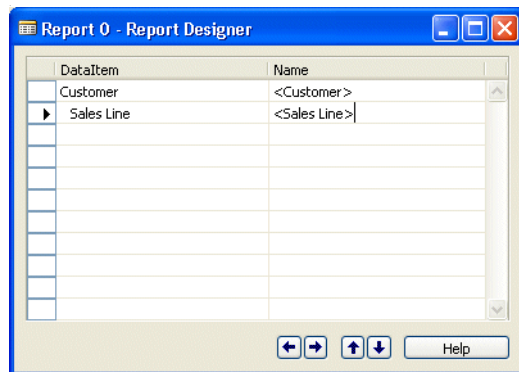 Report 0 - Report Designer
DataItem Name
Customer <Customer>
Sales Line <Sales Line>
Help